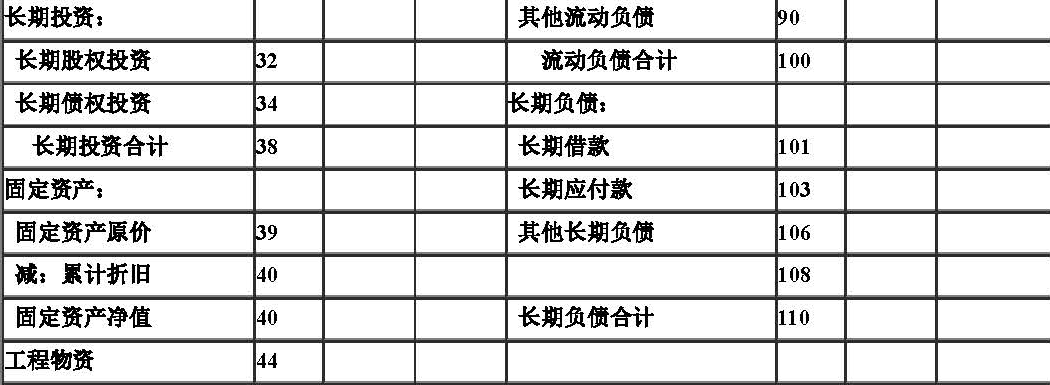 长期投资： 其他流动负债 90
长期股权投资 32 流动负债合计 100
长期债权投资 34 长期负债：
长期投资合计 38 长期借款 101
固定资产： 长期应付款 103
固定资产原价 39 其他长期负债 106
减：累计折旧 40 108
固定资产净值 40 长期负债合计 110
工程物资 44